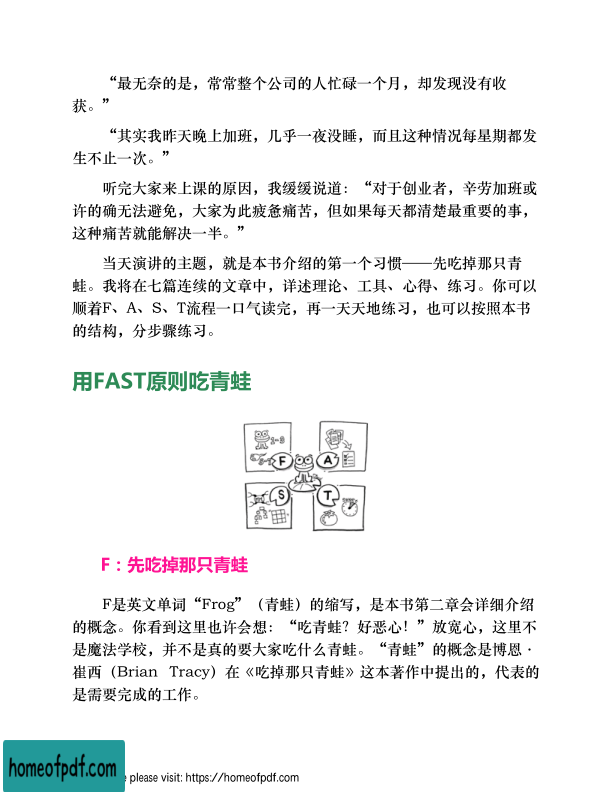 “最无奈的是，常常整个公司的人忙碌一个月，却发现没有收
获。”
“其实我昨天晚上加班，几乎一夜没睡，而且这种情况每星期都发
生不止一次。”
听完大家来上课的原因，我缓缓说道：“对于创业者，辛劳加班或
许的确无法避免，大家为此疲惫痛苦，但如果每天都清楚最重要的事，
这种痛苦就能解决一半。”
当天演讲的主题，就是本书介绍的第一个习惯——先吃掉那只青
蛙。我将在七篇连续的文章中，详述理论、工具、心得、练习。你可以
顺着F、A、S、T流程一口气读完，再一天天地练习，也可以按照本书
的结构，分步骤练习。
用FAST原则吃青蛙
1-3
F
A
S
T
F：先吃掉那只青蛙
F是英文单词“Frog”（青蛙）的缩写，是本书第二章会详细介绍
的概念。你看到这里也许会想：“吃青蛙？好恶心！”放宽心，这里不
是魔法学校，并不是真的要大家吃什么青蛙。“青蛙”的概念是博恩·
崔西（Brian Tracy）在《吃掉那只青蛙》这本著作中提出的，代表的
是需要完成的工作。
homeofpdf.com
e please visit: https://homeofpdf.com